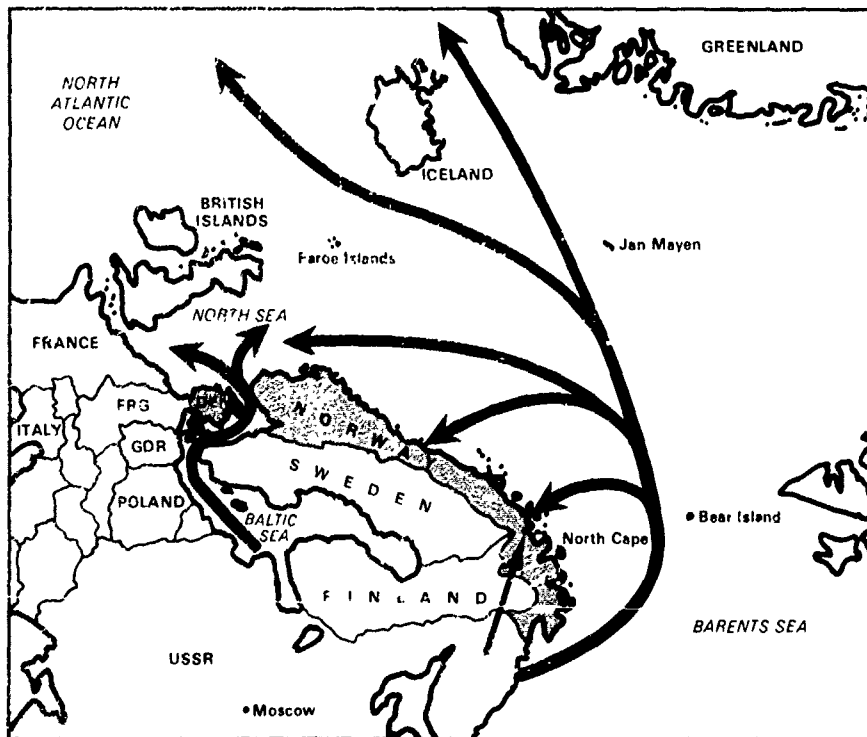 GREENLAND
NORTH
ATLANTIC
OCEAN
ICELAND
BRITISH
ISLANDS
Faroe Islands
Jan Mayen
NORTH SEA
FRANCE
FRG
ITALY
GDR
NORWAY
SWEDEN
POLAND
BALTIC
SEA
North Cape
Bear Island
FINLAND
BARENTS SEA
USSR
Moscow